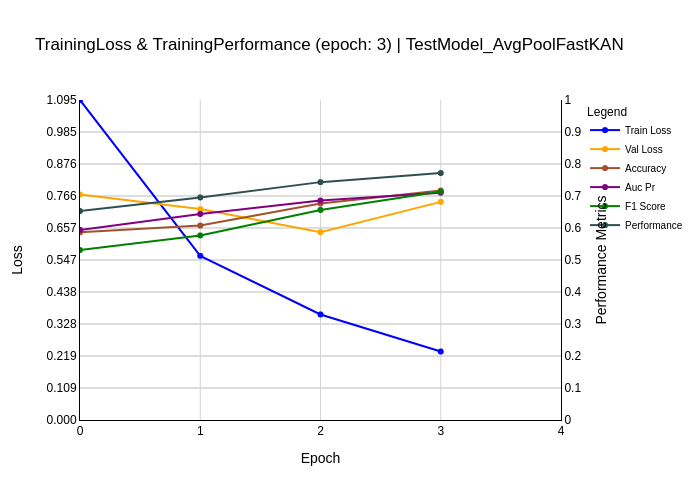 TrainingLoss & TrainingPerformance (epoch: 3) | TestModel_AvgPoolFastKAN
Loss
1.095
0.985
0.876
0.766
0.657
0.547
0.438
0.328
0.219
0.109
0.000
0
1
2
3
4
Epoch
1
0.9
0.8
0.7
0.6
0.5
0.4
0.3
0.2
0.1
0
Performance Metrics
Legend
Train Loss
Val Loss
Accuracy
Auc Pr
F1 Score
Performance